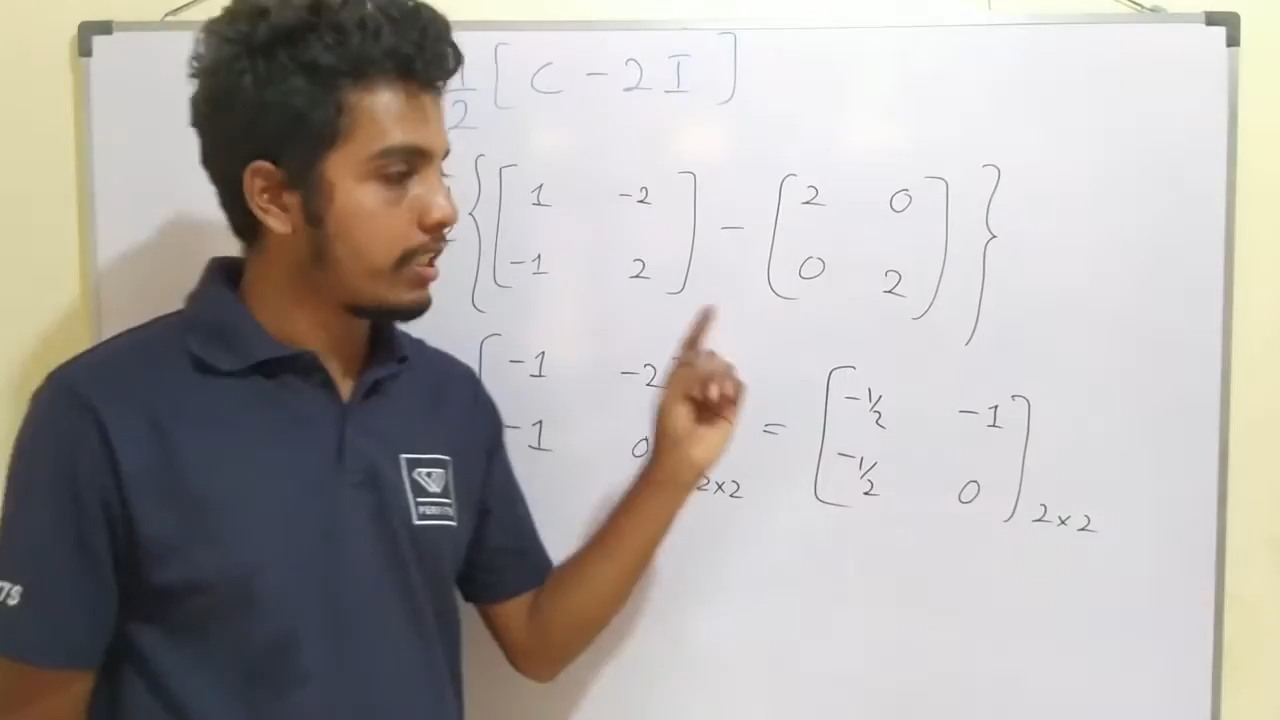 1/2 [ C - 2 I ]
{ [ 1 -2 ] - [ 2 0 ] }
-1 2 0 2
[ -1 -2 = [ -1/2 -1 ]
-1 0 2×2 -1/2 0 2×2